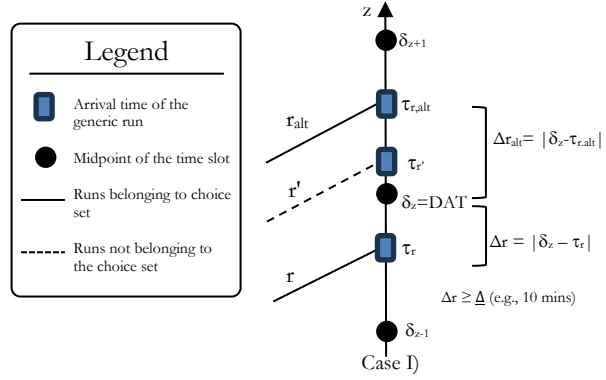 Legend
Arrival time of the
generic run
Midpoint of the time slot
Runs belonging to choice
set
Runs not belonging to
the choice set
z
δz+1
ralt
τr,alt
Δralt= |δz-τr.alt|
r'
τr'
δz=DAT
r
τr
Δr = |δz – τr|
Δr ≥ Δ (e.g., 10 mins)
δz-1
Case I)